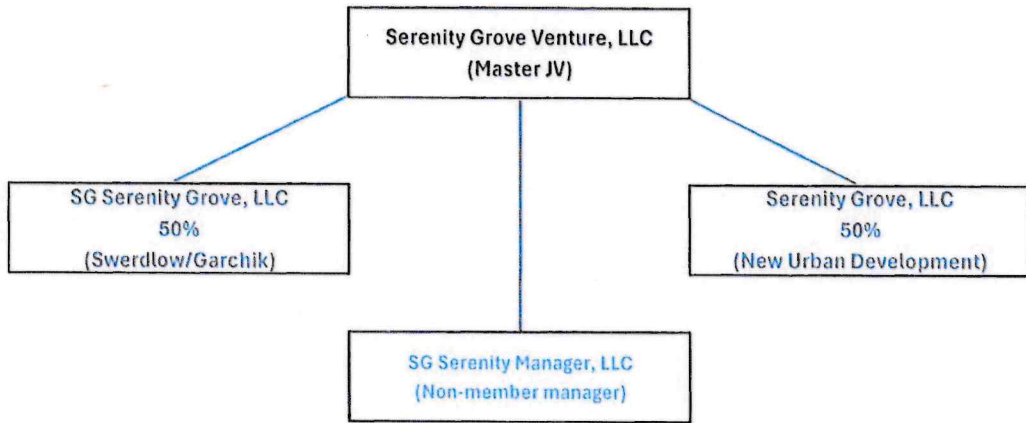 Serenity Grove Venture, LLC
(Master JV)
SG Serenity Grove, LLC
50%
(Swerdlow/Garchik)
Serenity Grove, LLC
50%
(New Urban Development)
SG Serenity Manager, LLC
(Non-member manager)